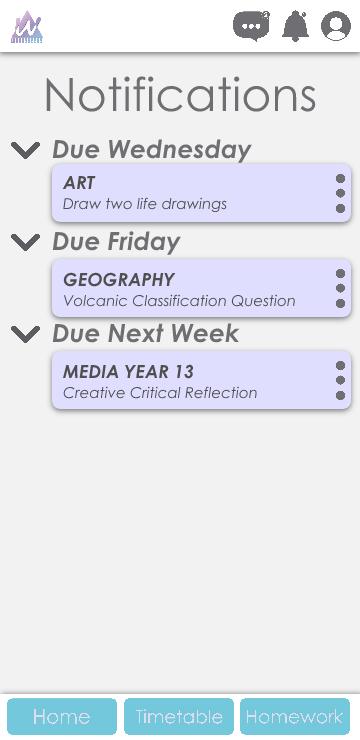 Notifications
Due Wednesday
ART
Draw two life drawings
Due Friday
GEOGRAPHY
Volcanic Classification Question
Due Next Week
MEDIA YEAR 13
Creative Critical Reflection
Home
Timetable
Homework